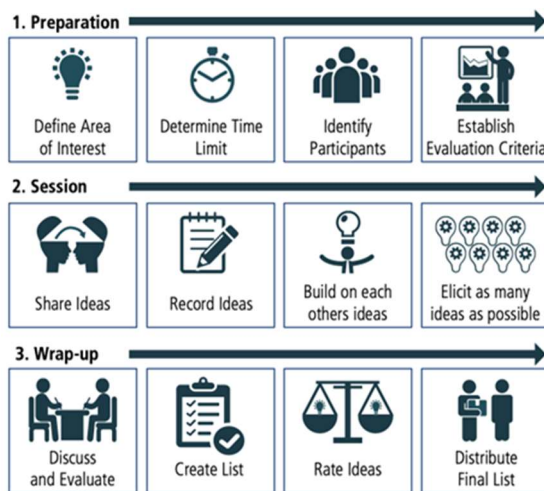 1. Preparation
Define Area
of Interest
Determine Time
Limit
Identify
Participants
Establish
Evaluation Criteria
2. Session
Share Ideas
Record Ideas
Build on each
others ideas
Elicit as many
ideas as possible
3. Wrap-up
Discuss
and Evaluate
Create List
Rate Ideas
Distribute
Final List